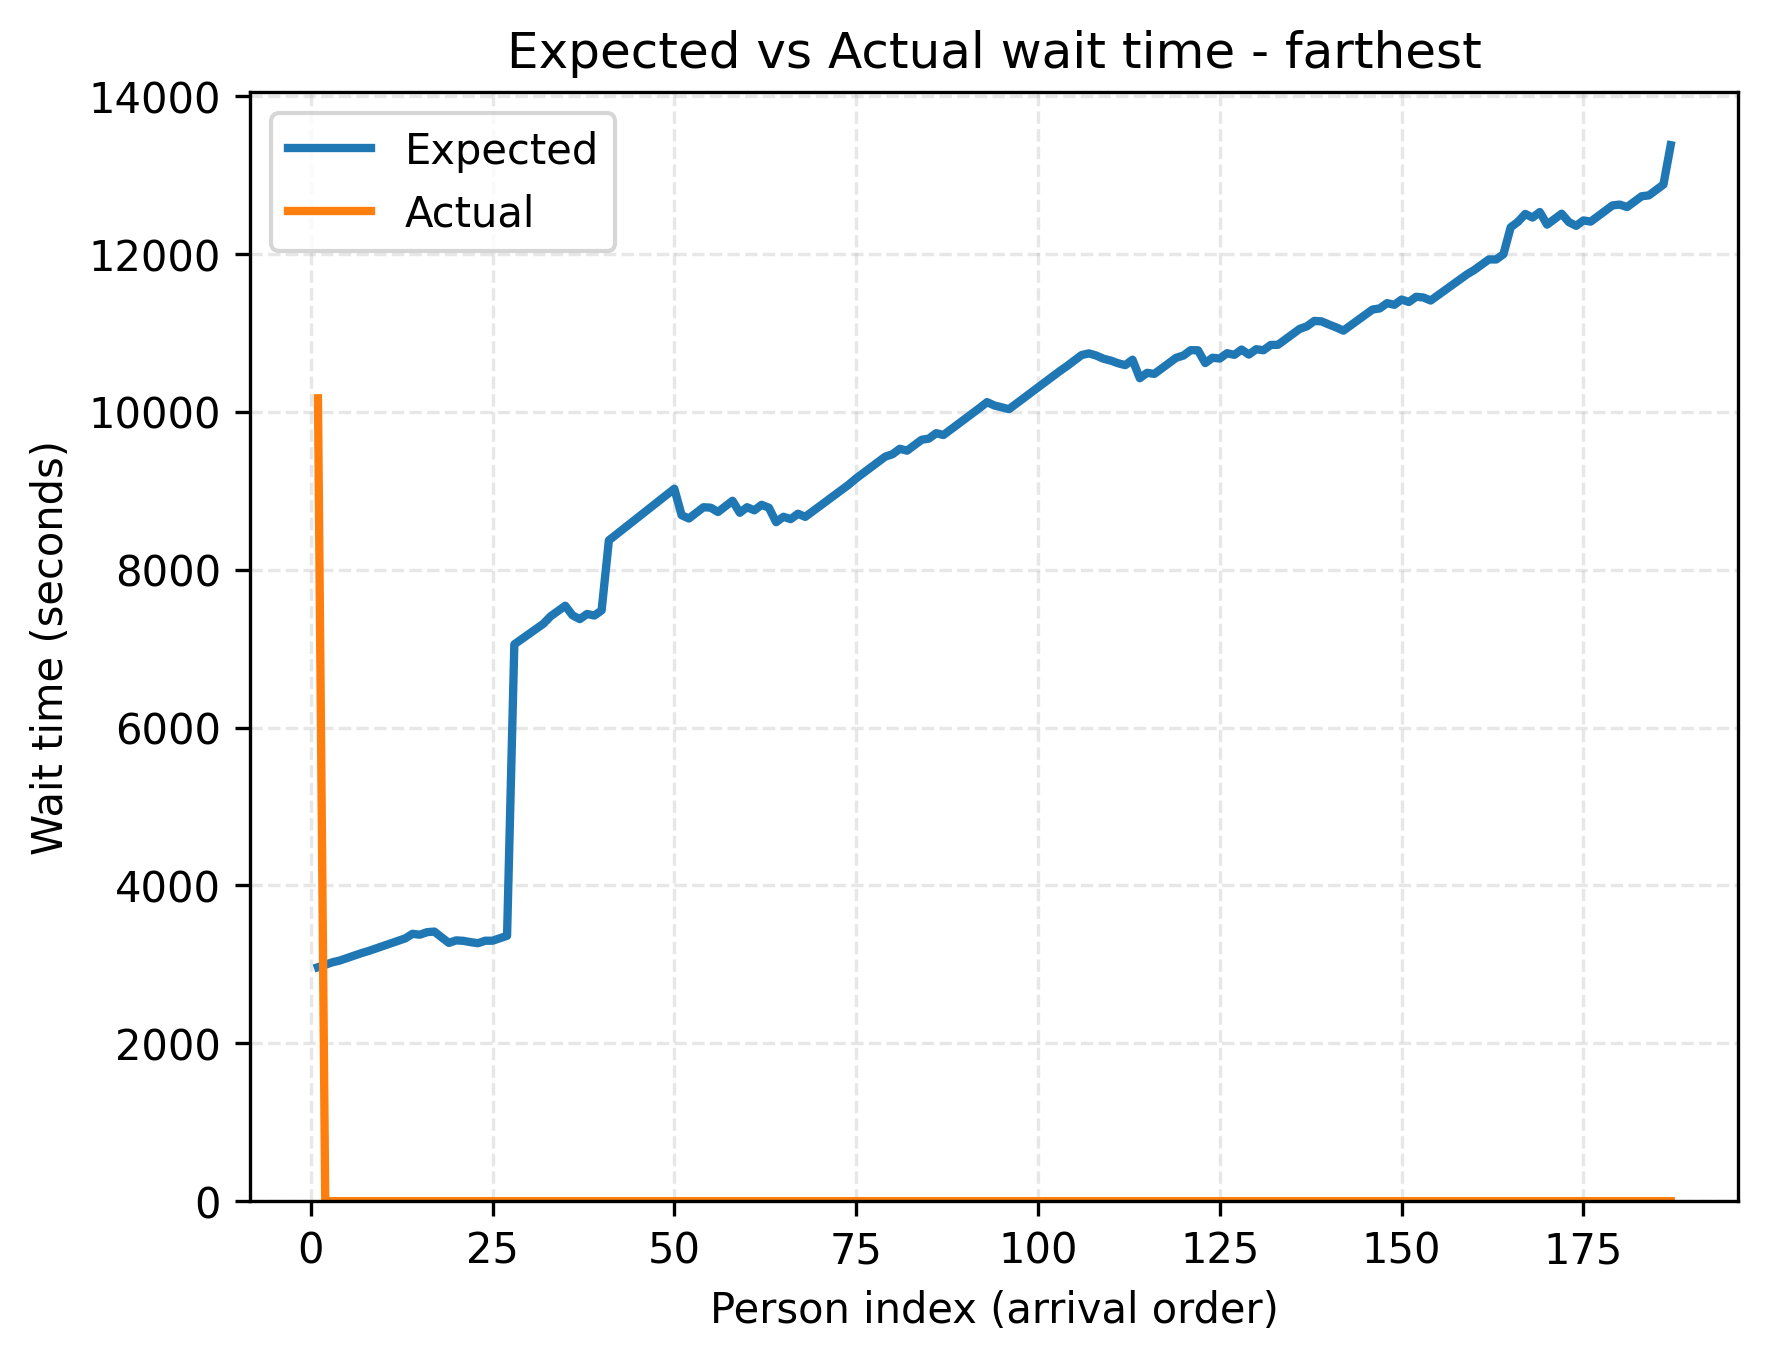 Expected vs Actual wait time - farthest
Expected
Actual
14000
12000
10000
8000
6000
4000
2000
0
Wait time (seconds)
0 25 50 75 100 125 150 175
Person index (arrival order)